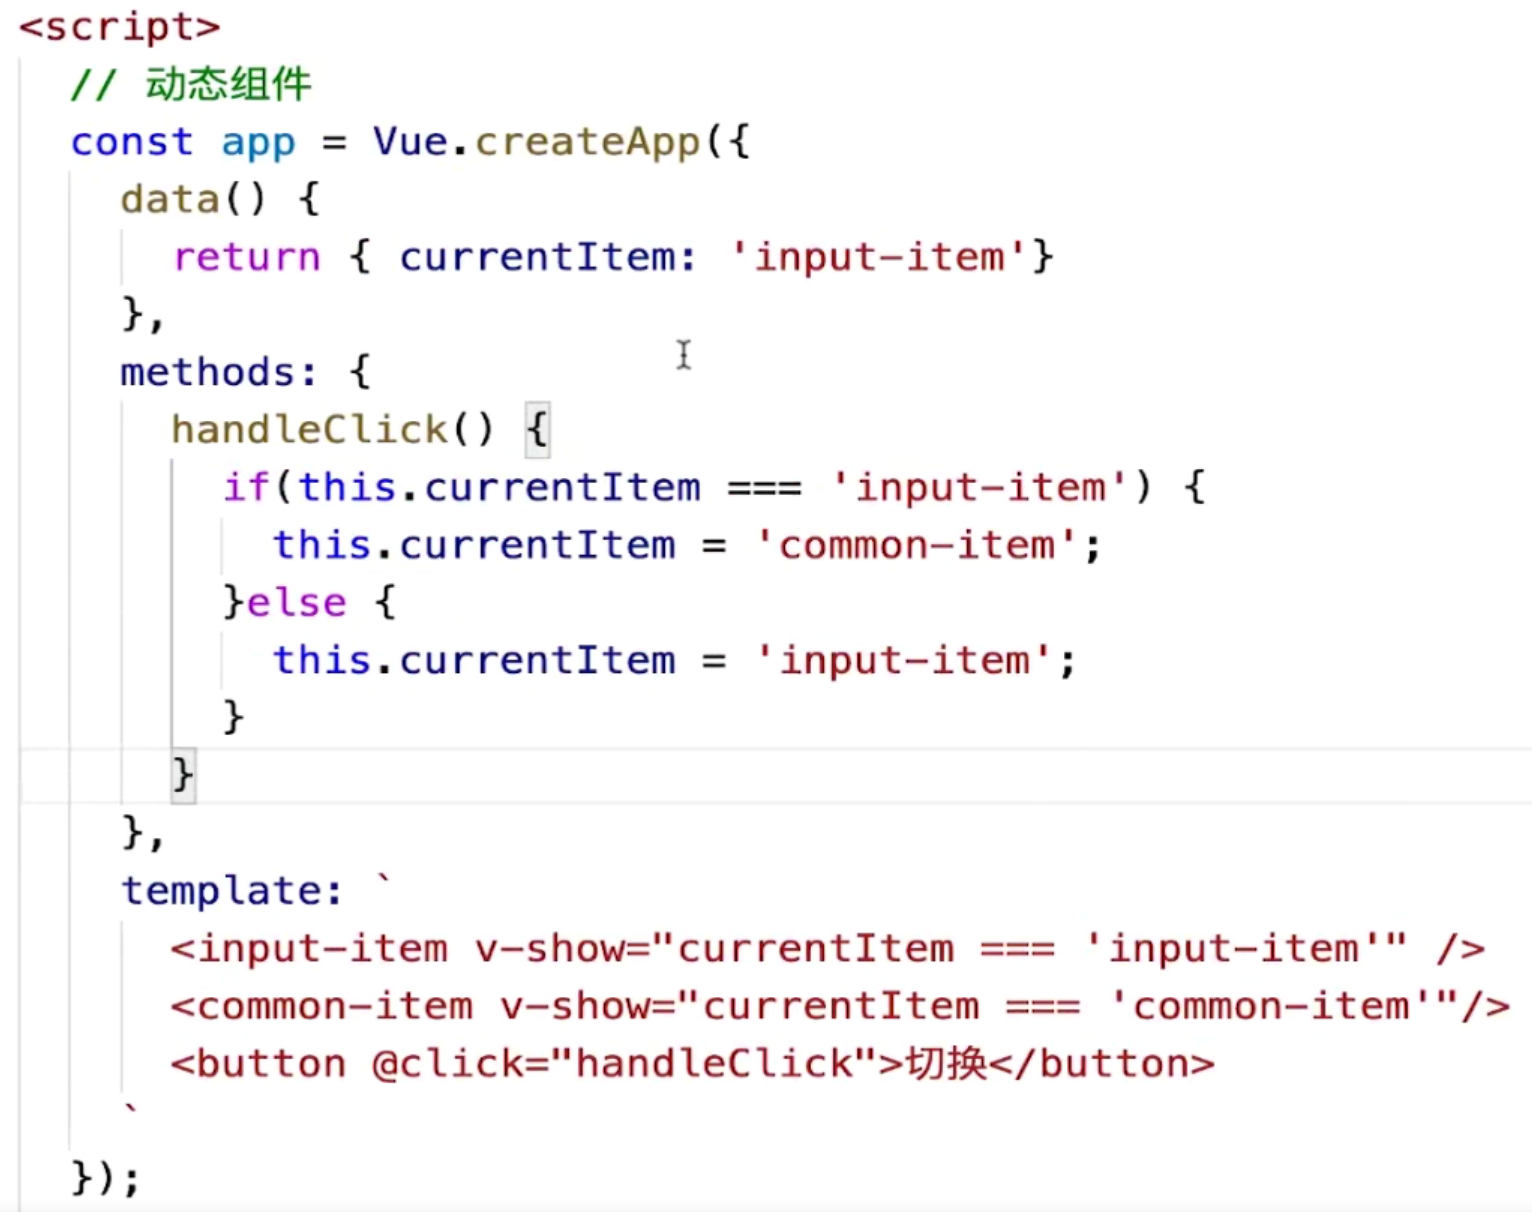 <script>
// 动态组件
const app = Vue.createApp({
data() {
return { currentItem: 'input-item'}
},
methods: {
handleClick() {
if(this.currentItem === 'input-item') {
this.currentItem = 'common-item';
}else {
this.currentItem = 'input-item';
}
}
},
template: `
<input-item v-show="currentItem === 'input-item'" />
<common-item v-show="currentItem === 'common-item'"/>
<button @click="handleClick">切换</button>
`
});